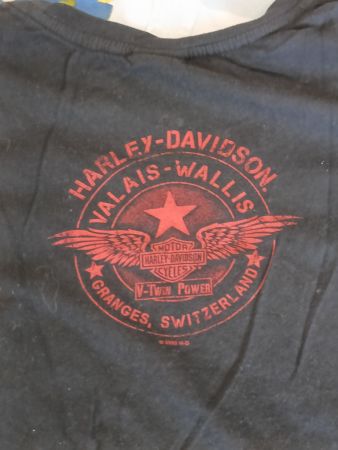 HARLEY-DAVIDSON
VALAIS-WALLIS
MOTOR
HARLEY-DAVIDSON
CYCLES
V-TWIN POWER
GRANGES, SWITZERLAND